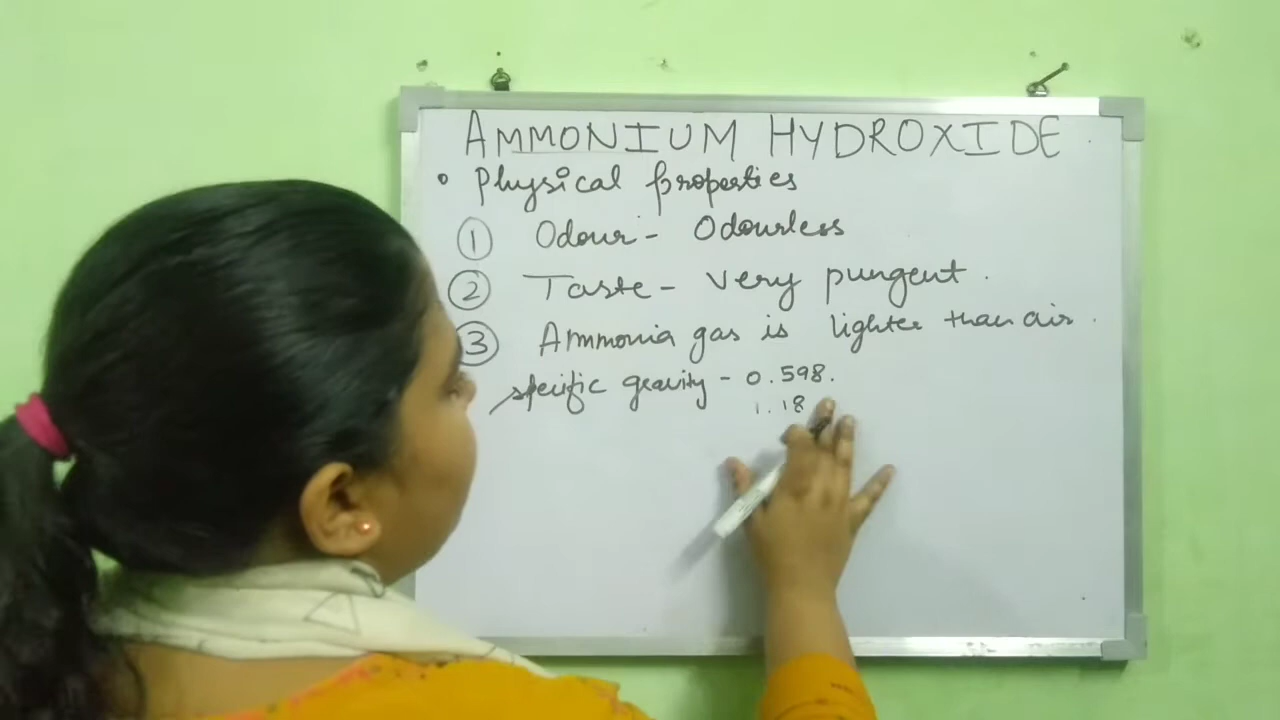 AMMONIUM HYDROXIDE
• Physical properties
① Odour - Odourless
② Taste - Very pungent.
③ Ammonia gas is lighter than air.
specific gravity - 0.598.
1.18